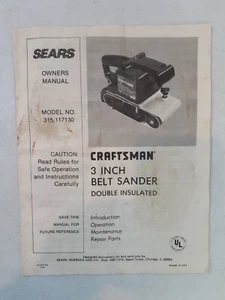 SEARS
OWNERS
MANUAL
MODEL NO.
315.117130
CAUTION:
Read Rules for
Safe Operation
and Instructions
Carefully
CRAFTSMAN
3 INCH
BELT SANDER
DOUBLE INSULATED
SAVE THIS
MANUAL FOR
FUTURE REFERENCE
Introduction
Operation
Maintenance
Repair Parts
UL